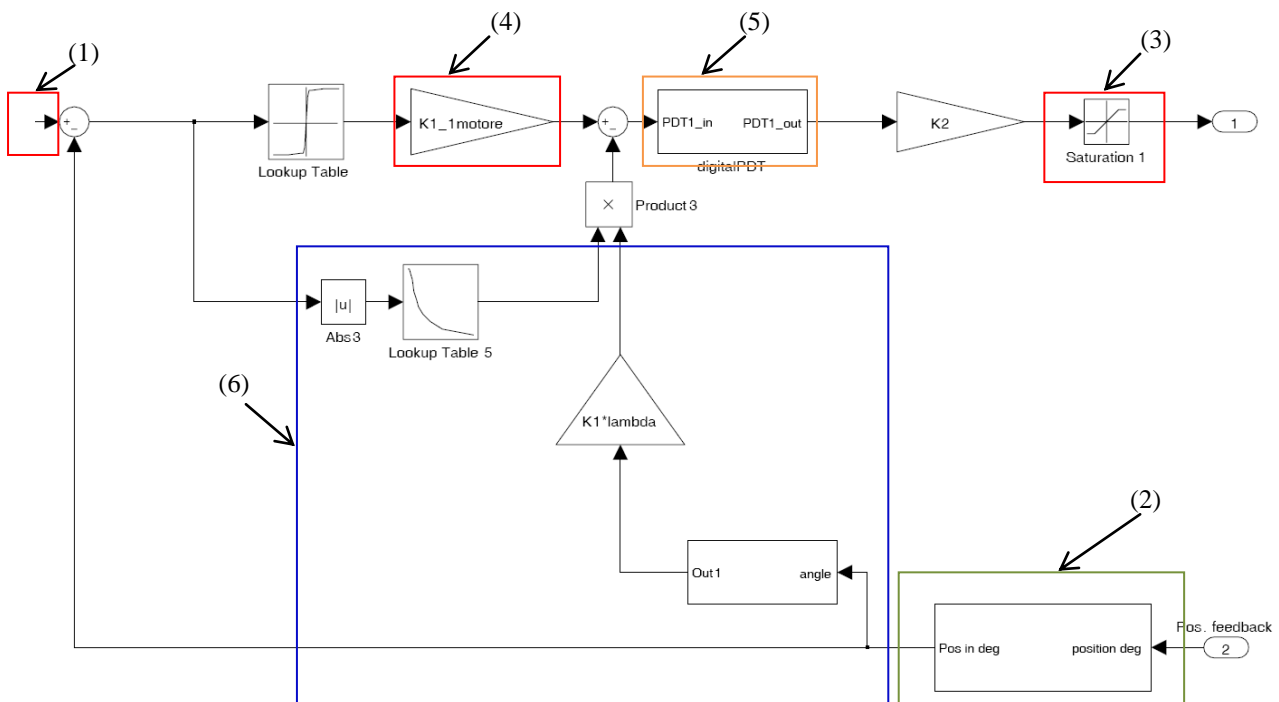 (1)
(4)
(5)
(3)
+
−
Lookup Table
K1_1motore
+
−
PDT1_in PDT1_out
digitalPDT
K2
Saturation 1
1
×
Product 3
|u|
Abs3
Lookup Table 5
(6)
K1*lambda
(2)
Out1 angle
Pos in deg position deg
Pos. feedback
2